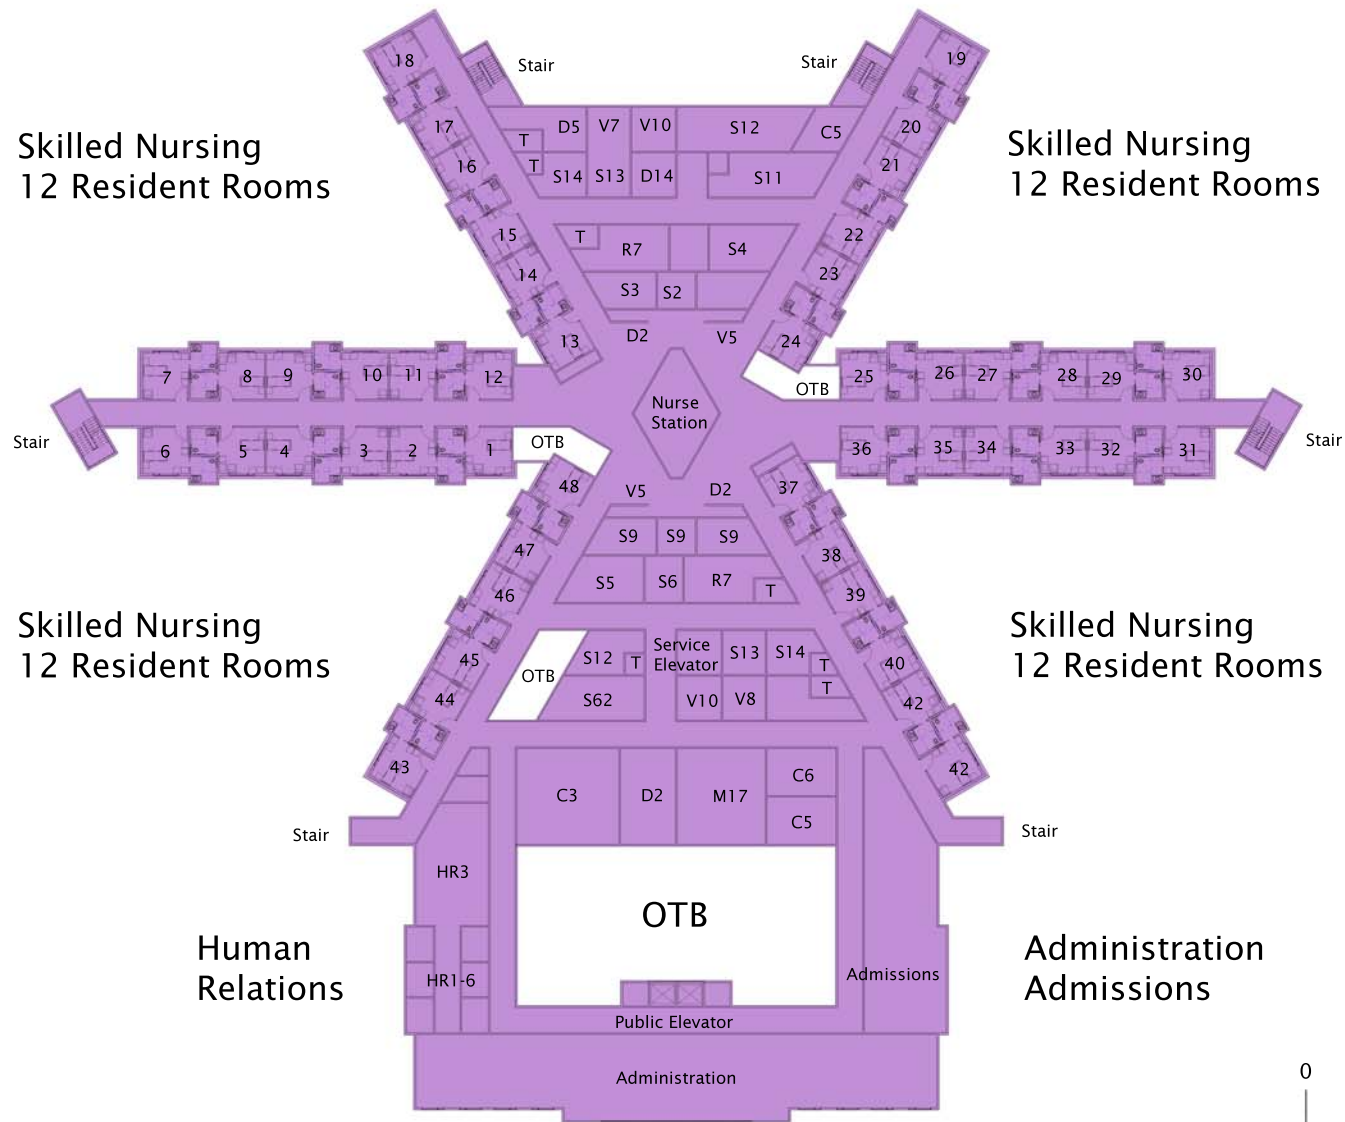 18
19
Stair
Stair
Skilled Nursing
12 Resident Rooms
Skilled Nursing
12 Resident Rooms
17
T
D5
V7
V10
S12
C5
20
16
T
S14
S13
D14
S11
21
15
T
R7
S4
22
14
S3
S2
23
13
D2
V5
24
7
8
9
10
11
12
25
26
27
28
29
30
OTB
Nurse
Station
Stair
OTB
Stair
6
5
4
3
2
1
36
35
34
33
32
31
48
V5
D2
37
47
S9
S9
S9
38
46
S5
S6
R7
T
39
Skilled Nursing
12 Resident Rooms
Skilled Nursing
12 Resident Rooms
45
OTB
S12
T
Service
Elevator
S13
S14
T
T
40
44
S62
V10
V8
42
43
C3
D2
M17
C6
C5
42
Stair
Stair
HR3
OTB
Human
Relations
HR1-6
Admissions
Administration
Admissions
Public Elevator
Administration
0